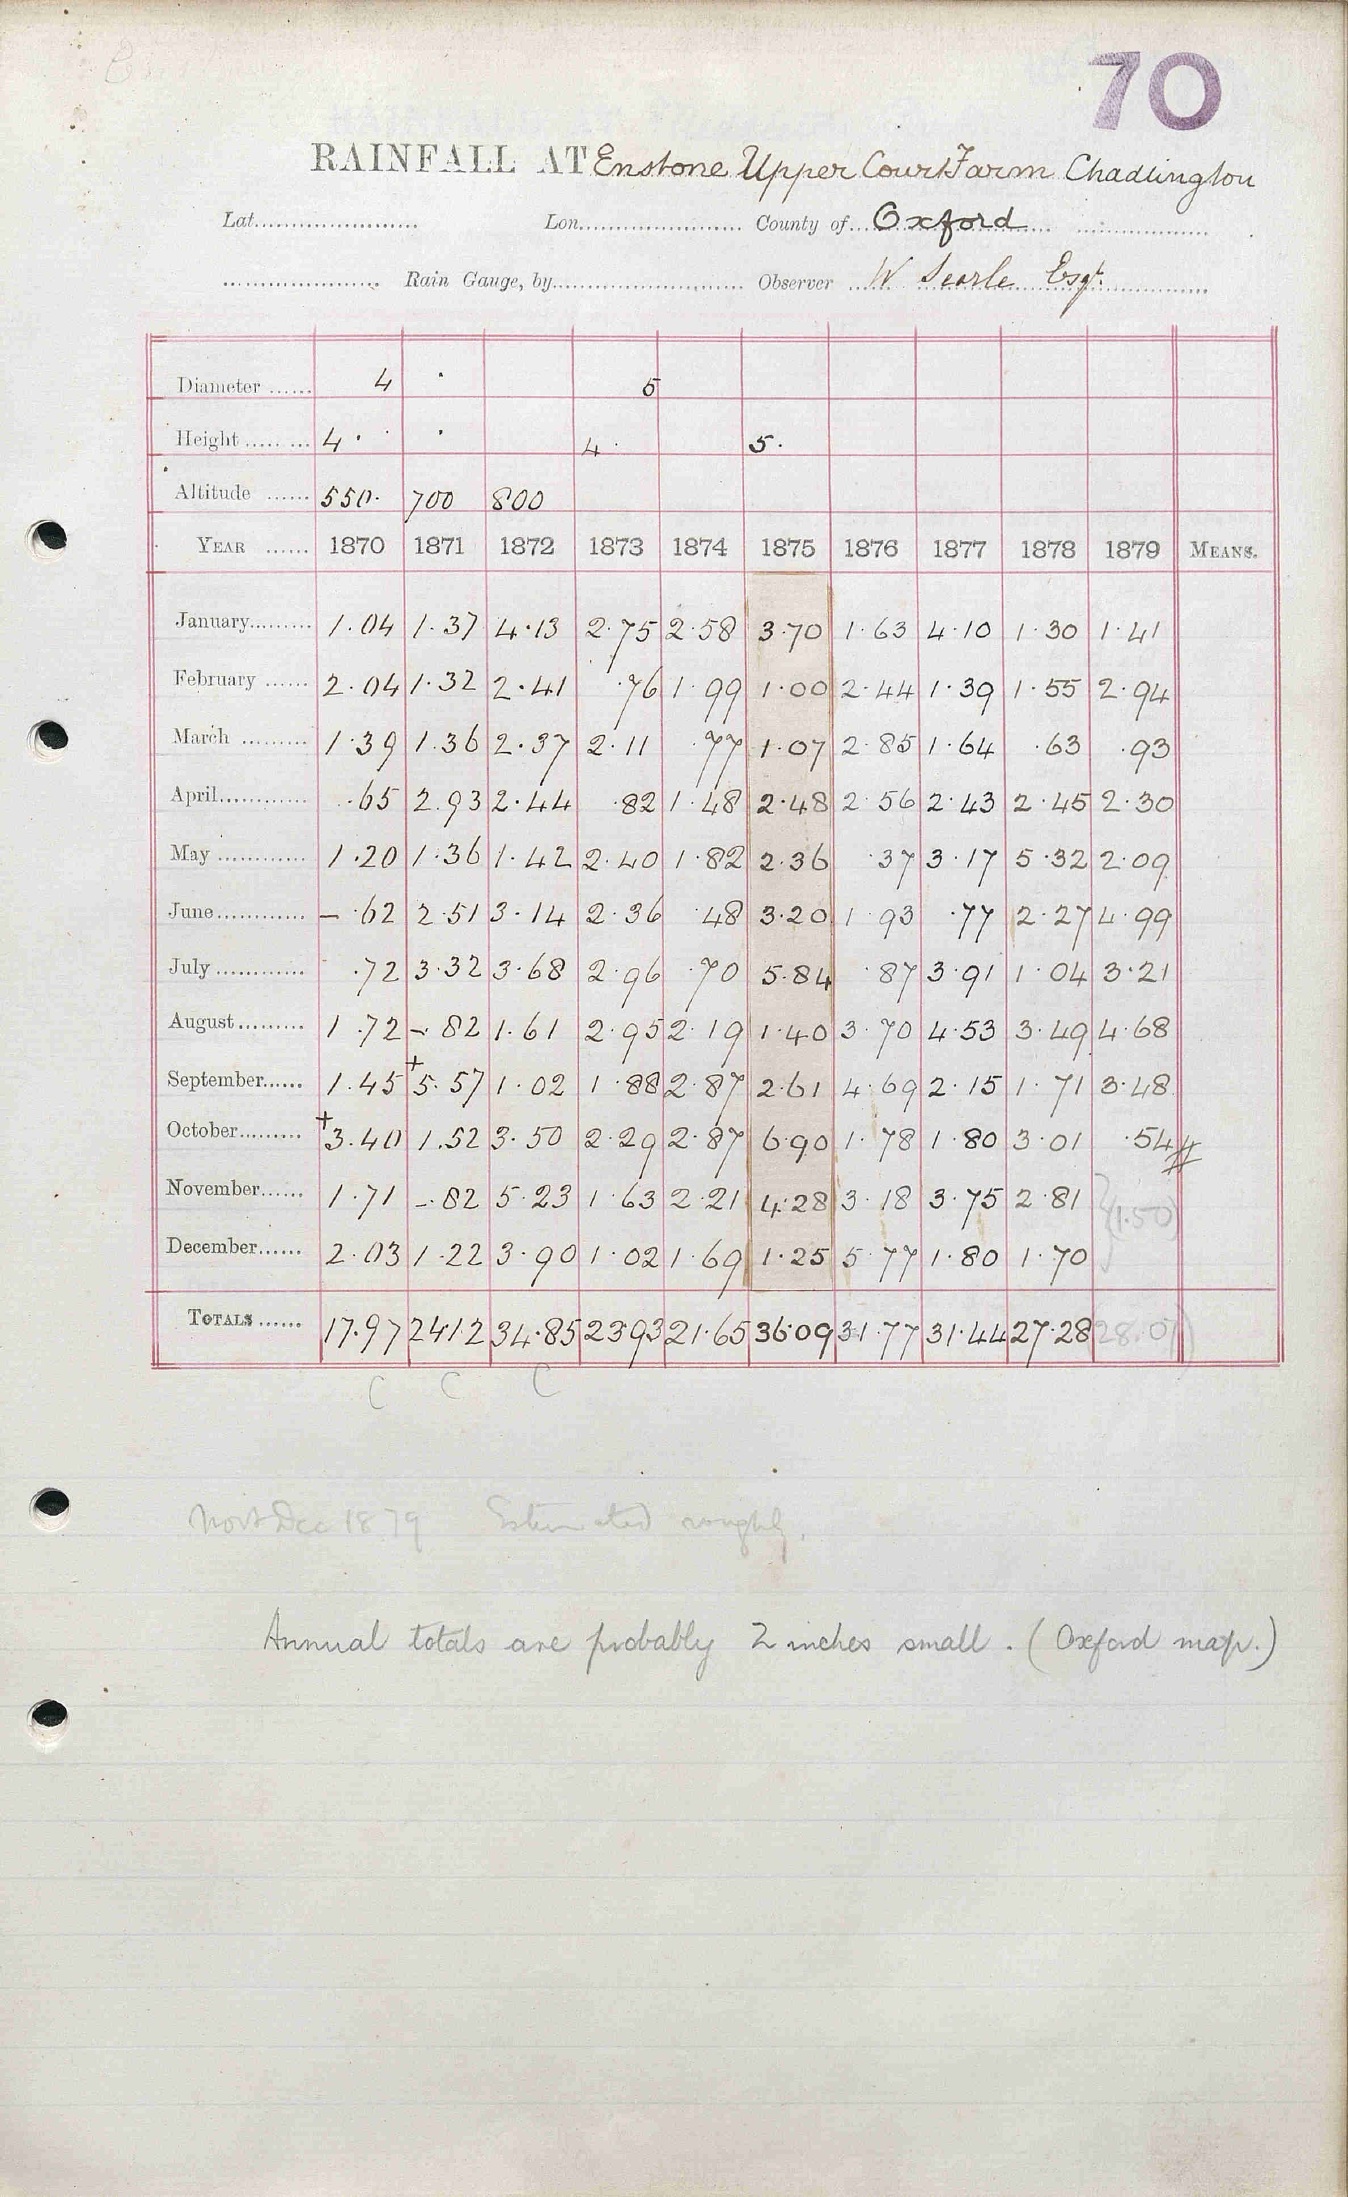 70
RAINFALL AT Enstone Upper Court Farm Chadlington
Lat. Lon. County of Oxford
Rain Gauge, by Observer W Searle Esqr.
Diameter 4 · 5
Height 4 · · 4 · 5 ·
Altitude 550 · 700 800
YEAR 1870 1871 1872 1873 1874 1875 1876 1877 1878 1879 MEANS.
January 1.04 1.37 4.13 2.75 2.58 3.70 1.63 4.10 1.30 1.41
February 2.04 1.32 2.41 .76 1.99 1.00 2.44 1.39 1.55 2.94
March 1.39 1.36 2.37 2.11 .77 1.07 2.85 1.64 .63 .93
April .65 2.93 2.44 .82 1.48 2.48 2.56 2.43 2.45 2.30
May 1.20 1.36 1.42 2.40 1.82 2.36 .37 3.17 5.32 2.09
June – .62 2.51 3.14 2.36 .48 3.20 1.93 .77 2.27 4.99
July .72 3.32 3.68 2.96 .70 5.84 .87 3.91 1.04 3.21
August 1.72 – .82 1.61 2.95 2.19 1.40 3.70 4.53 3.49 4.68
September 1.45 + 5.57 1.02 1.88 2.87 2.61 4.69 2.15 1.71 3.48
October + 3.40 1.52 3.50 2.29 2.87 6.90 1.78 1.80 3.01 .54 #
November 1.71 – .82 5.23 1.63 2.21 4.28 3.18 3.75 2.81 } (1.50)
December 2.03 1.22 3.90 1.02 1.69 1.25 5.77 1.80 1.70
TOTALS 17.97 2412 34.85 2393 21.65 36.09 31.77 31.44 27.28 (28.07)
C C C
Nov & Dec 1879 Estimated roughly.
Annual totals are probably 2 inches small. (Oxford map.)